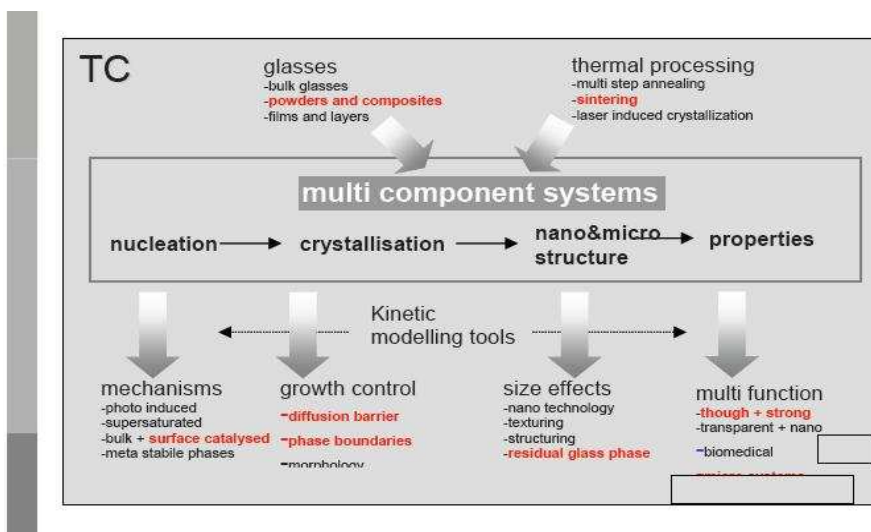 TC
glasses
-bulk glasses
-powders and composites
-films and layers
thermal processing
-multi step annealing
-sintering
-laser induced crystallization
multi component systems
nucleation
crystallisation
nano&micro
structure
properties
Kinetic
modelling tools
mechanisms
-photo induced
-supersaturated
-bulk + surface catalysed
-meta stabile phases
growth control
-diffusion barrier
-phase boundaries
-morphology
size effects
-nano technology
-texturing
-structuring
-residual glass phase
multi function
-though + strong
-transparent + nano
-biomedical
-micro systems